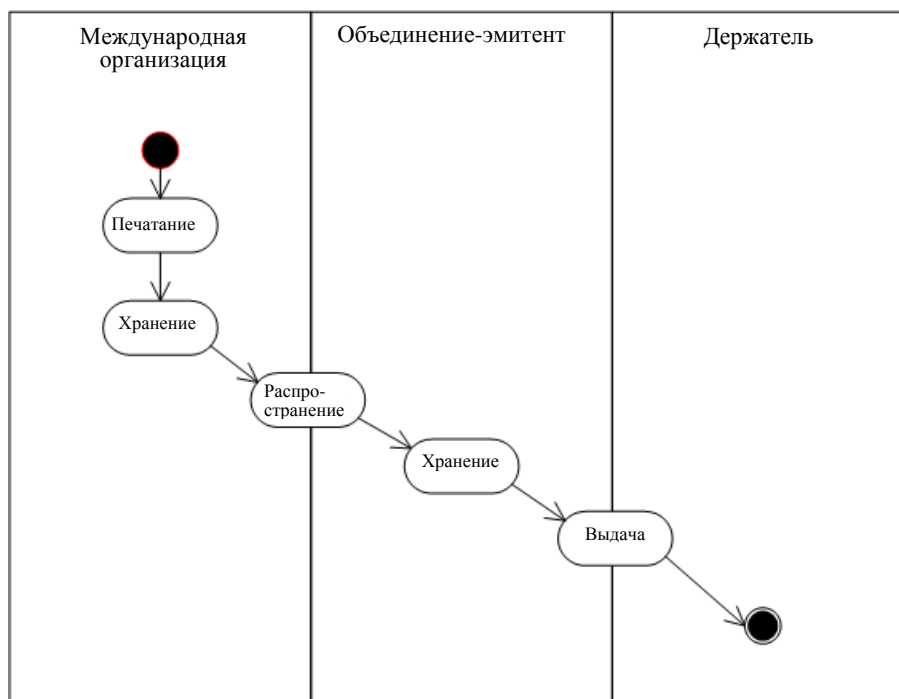 Международная
организация
Объединение-эмитент
Держатель
Печатание
Хранение
Распро-
странение
Хранение
Выдача